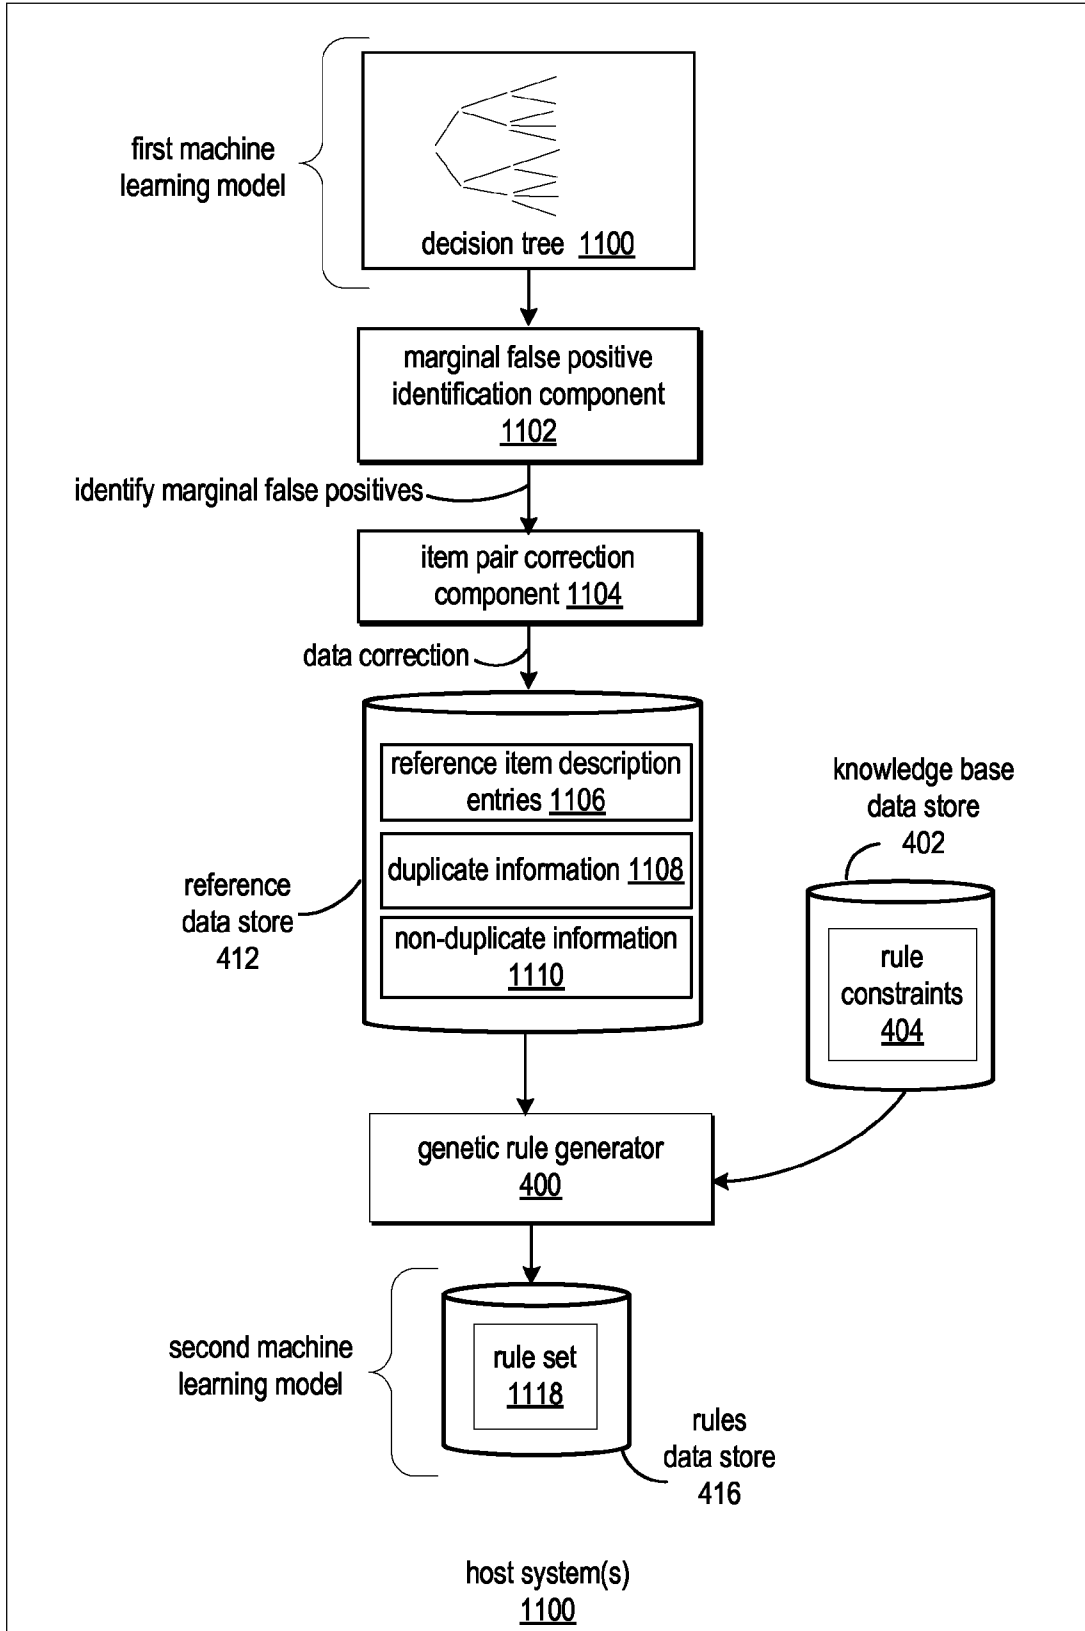 first machine
learning model
decision tree 1100
marginal false positive
identification component
1102
identify marginal false positives
item pair correction
component 1104
data correction
reference item description
entries 1106
duplicate information 1108
non-duplicate information
1110
reference
data store
412
knowledge base
data store
402
rule
constraints
404
genetic rule generator
400
second machine
learning model
rule set
1118
rules
data store
416
host system(s)
1100